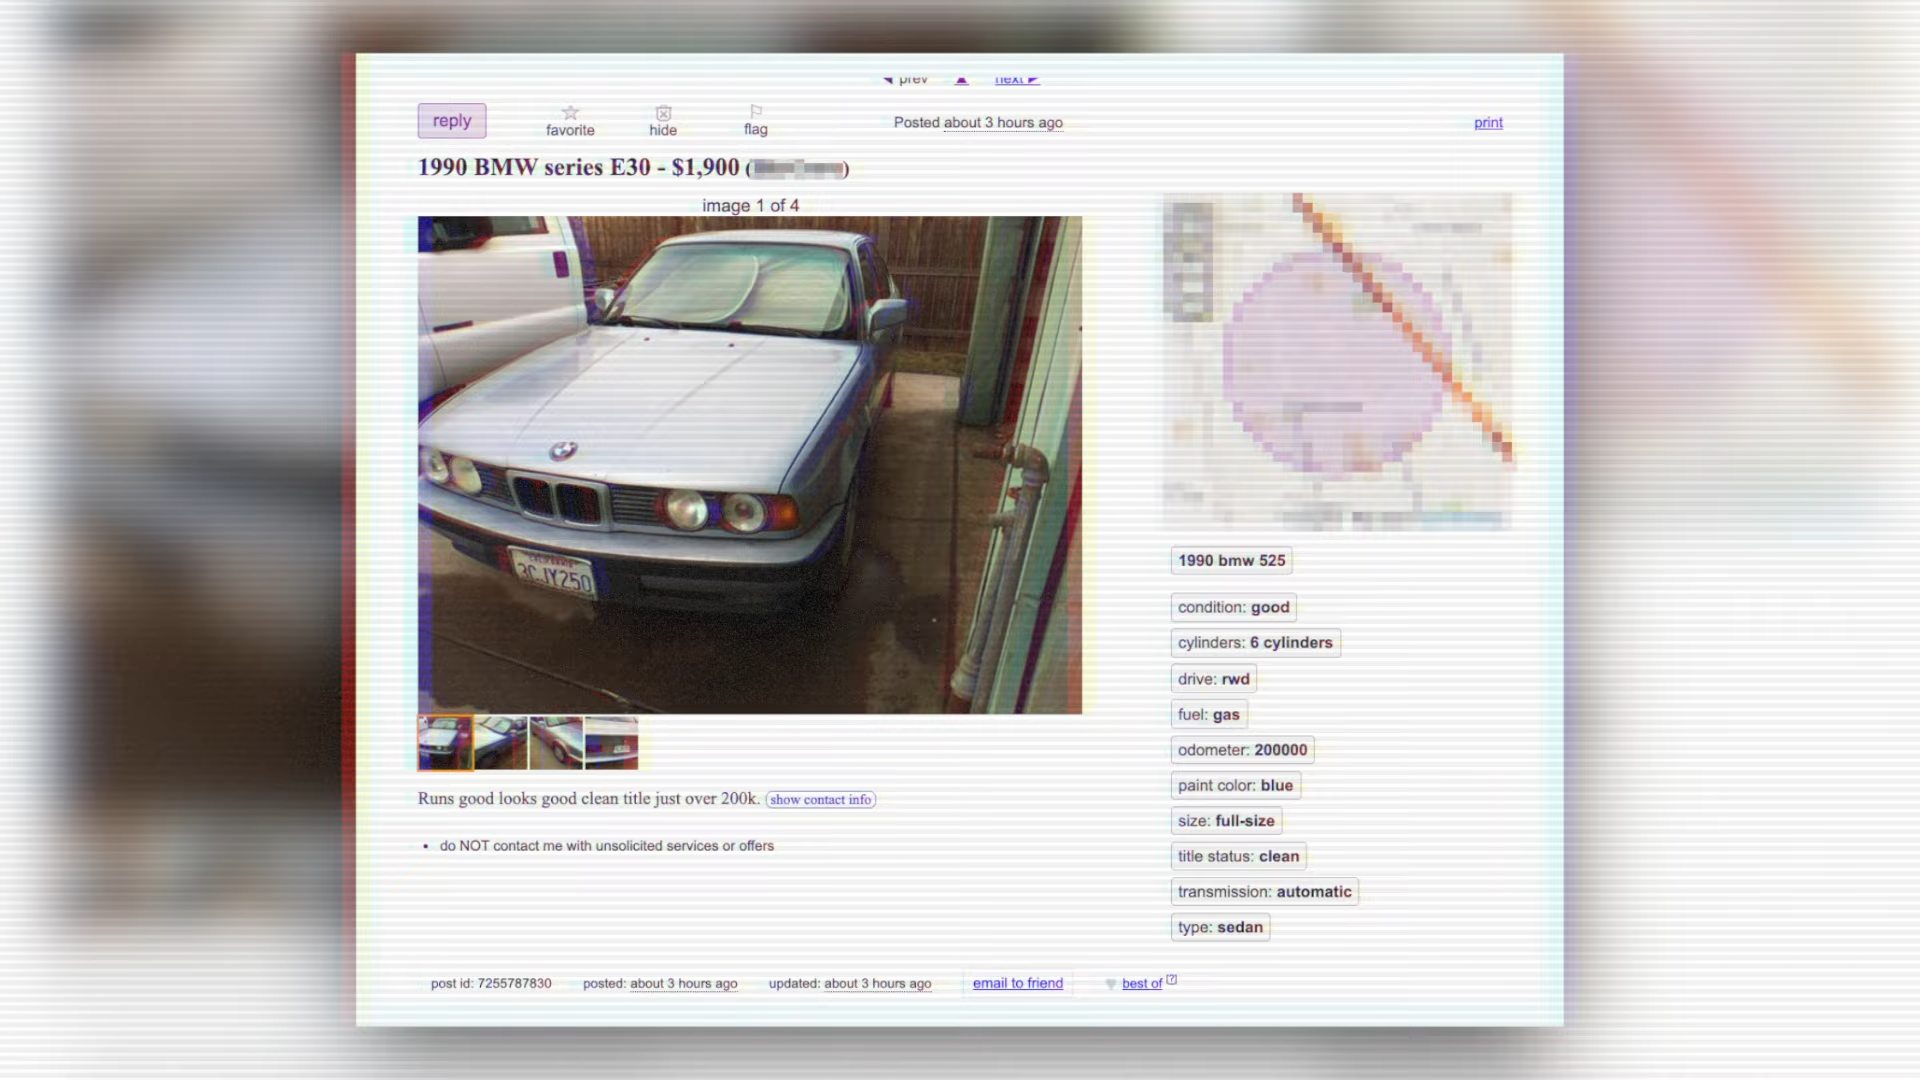 prev next
reply favorite hide flag Posted about 3 hours ago print
1990 BMW series E30 - $1,900 (
image 1 of 4
CALIFORNIA
3CJY250
1990 bmw 525
condition: good
cylinders: 6 cylinders
drive: rwd
fuel: gas
odometer: 200000
paint color: blue
size: full-size
title status: clean
transmission: automatic
type: sedan
Runs good looks good clean title just over 200k. show contact info
• do NOT contact me with unsolicited services or offers
post id: 7255787830 posted: about 3 hours ago updated: about 3 hours ago email to friend best of [?]